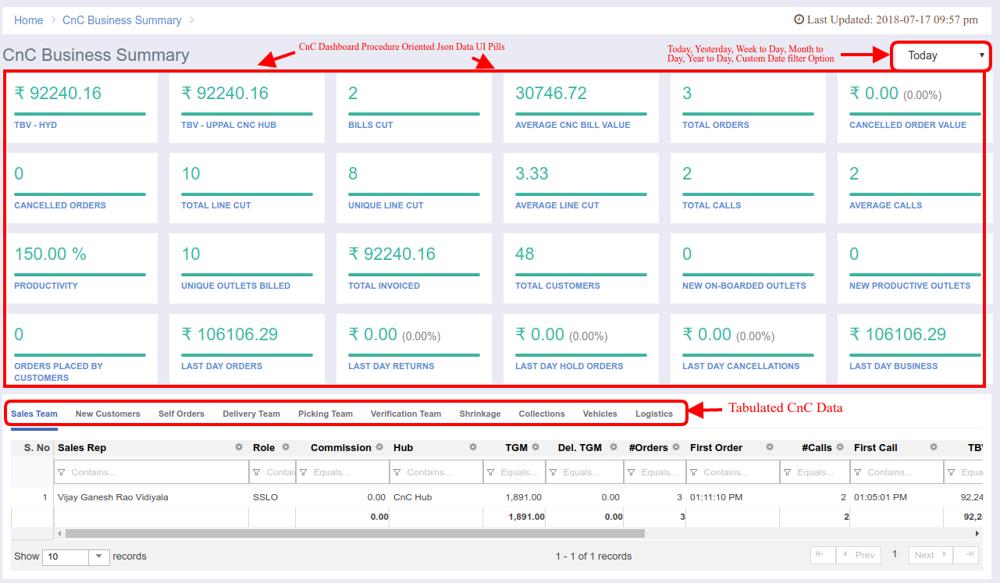 Home > CnC Business Summary >
Last Updated: 2018-07-17 09:57 pm
CnC Dashboard Procedure Oriented Json Data UI Pills
Today, Yesterday, Week to Day, Month to
Day, Year to Day, Custom Date filter Option
CnC Business Summary
Today
₹ 92240.16
TBV - HYD
₹ 92240.16
TBV - UPPAL CNC HUB
2
BILLS CUT
30746.72
AVERAGE CNC BILL VALUE
3
TOTAL ORDERS
₹ 0.00 (0.00%)
CANCELLED ORDER VALUE
0
CANCELLED ORDERS
10
TOTAL LINE CUT
8
UNIQUE LINE CUT
3.33
AVERAGE LINE CUT
2
TOTAL CALLS
2
AVERAGE CALLS
150.00 %
PRODUCTIVITY
10
UNIQUE OUTLETS BILLED
₹ 92240.16
TOTAL INVOICED
48
TOTAL CUSTOMERS
0
NEW ON-BOARDED OUTLETS
0
NEW PRODUCTIVE OUTLETS
0
ORDERS PLACED BY
CUSTOMERS
₹ 106106.29
LAST DAY ORDERS
₹ 0.00 (0.00%)
LAST DAY RETURNS
₹ 0.00 (0.00%)
LAST DAY HOLD ORDERS
₹ 0.00 (0.00%)
LAST DAY CANCELLATIONS
₹ 106106.29
LAST DAY BUSINESS
Sales Team New Customers Self Orders Delivery Team Picking Team Verification Team Shrinkage Collections Vehicles Logistics
Tabulated CnC Data
S. No Sales Rep Role Commission Hub TGM Del. TGM #Orders First Order #Calls First Call TB
Contains... Contai Equals... Contains... Equals... Equals... Equals... Contains... Equals... Contains... Equa
1 Vijay Ganesh Rao Vidiyala SSLO 0.00 CnC Hub 1,891.00 0.00 3 01:11:10 PM 2 01:05:01 PM 92,24
0.00 1,891.00 0.00 3 2 92,2
Show 10 records 1 - 1 of 1 records Prev 1 Next